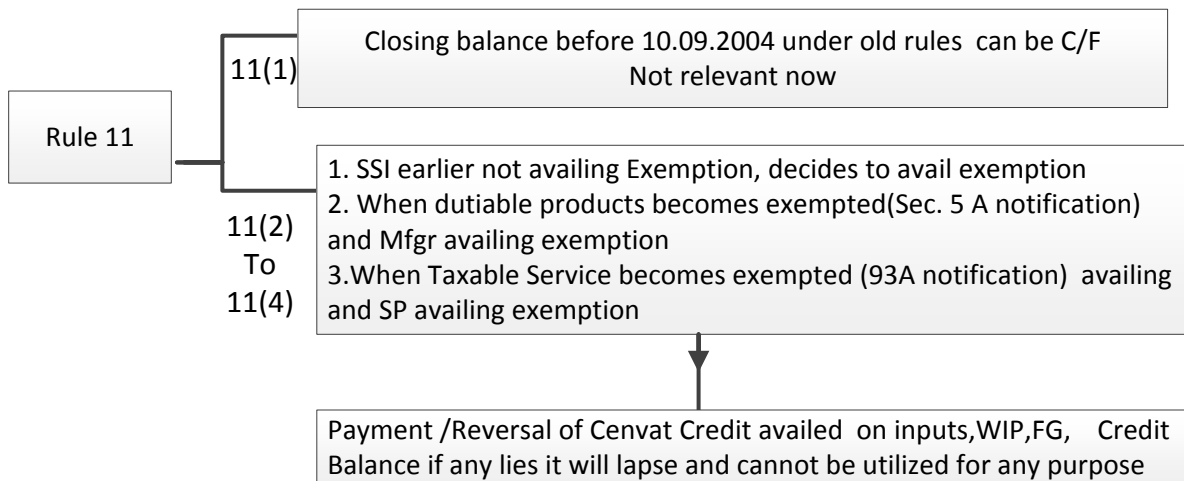 Rule 11
11(1)
Closing balance before 10.09.2004 under old rules can be C/F
Not relevant now
11(2)
To
11(4)
1. SSI earlier not availing Exemption, decides to avail exemption
2. When dutiable products becomes exempted(Sec. 5 A notification)
and Mfgr availing exemption
3.When Taxable Service becomes exempted (93A notification) availing
and SP availing exemption
Payment /Reversal of Cenvat Credit availed on inputs,WIP,FG, Credit
Balance if any lies it will lapse and cannot be utilized for any purpose